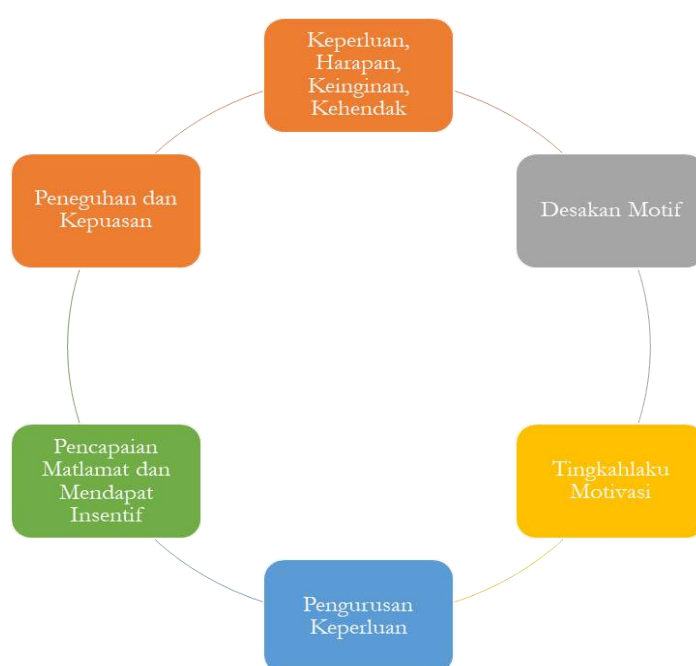 Keperluan,
Harapan,
Keinginan,
Kehendak
Desakan Motif
Tingkahlaku
Motivasi
Pengurusan
Keperluan
Pencapaian
Matlamat dan
Mendapat
Insentif
Peneguhan dan
Kepuasan